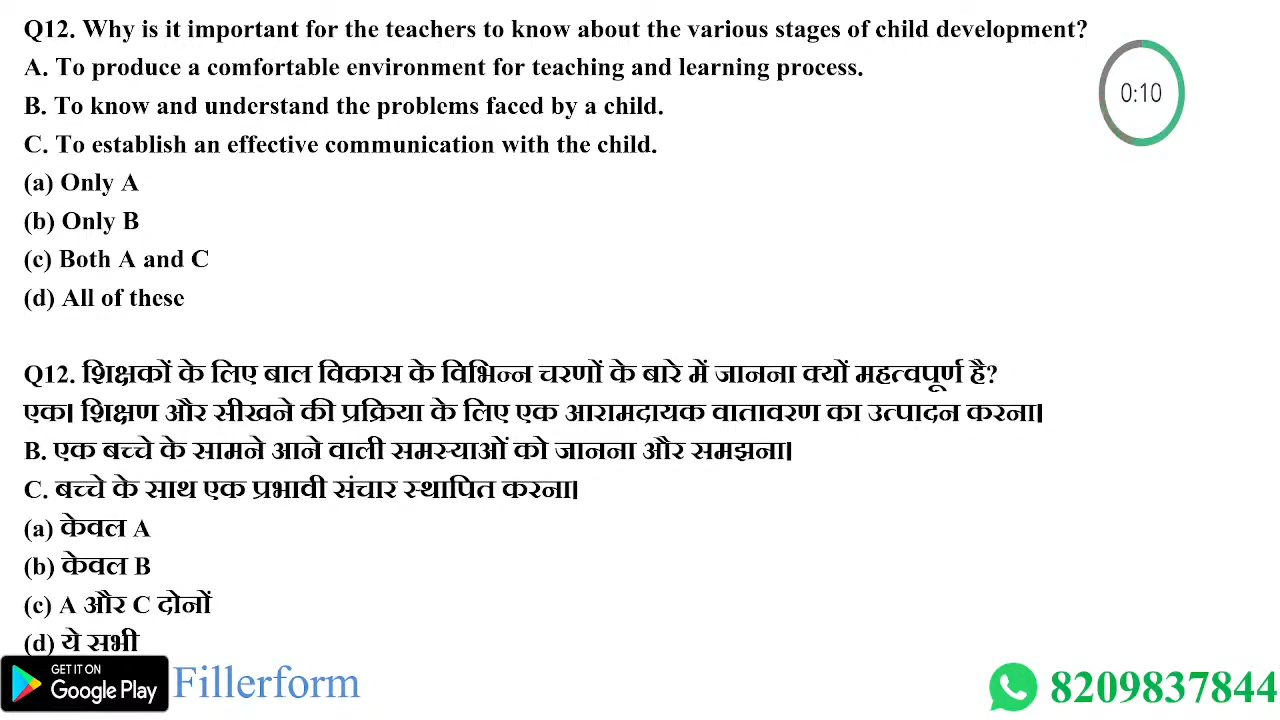 Q12. Why is it important for the teachers to know about the various stages of child development?
A. To produce a comfortable environment for teaching and learning process.
0:10
B. To know and understand the problems faced by a child.
C. To establish an effective communication with the child.
(a) Only A
(b) Only B
(c) Both A and C
(d) All of these
Q12. शिक्षकों के लिए बाल विकास के विभिन्न चरणों के बारे में जानना क्यों महत्वपूर्ण है?
एक। शिक्षण और सीखने की प्रक्रिया के लिए एक आरामदायक वातावरण का उत्पादन करना।
B. एक बच्चे के सामने आने वाली समस्याओं को जानना और समझना।
C. बच्चे के साथ एक प्रभावी संचार स्थापित करना।
(a) केवल A
(b) केवल B
(c) A और C दोनों
(d) ये सभी
GET IT ON
Google Play
Fillerform
8209837844